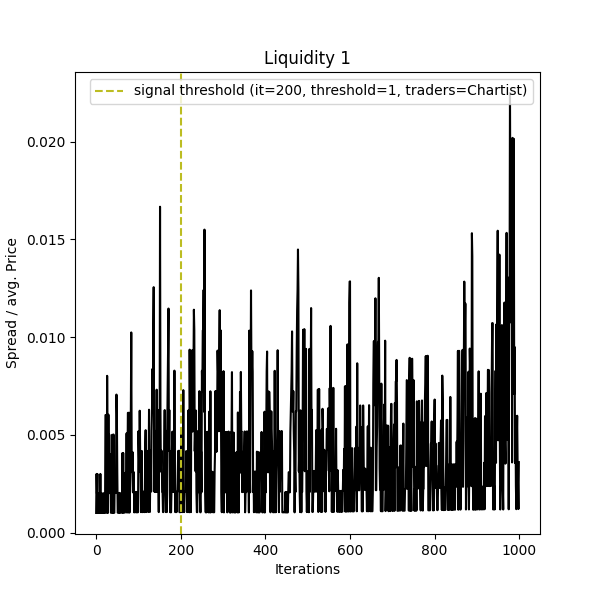 Liquidity 1
signal threshold (it=200, threshold=1, traders=Chartist)
Spread / avg. Price
0.020
0.015
0.010
0.005
0.000
0 200 400 600 800 1000
Iterations